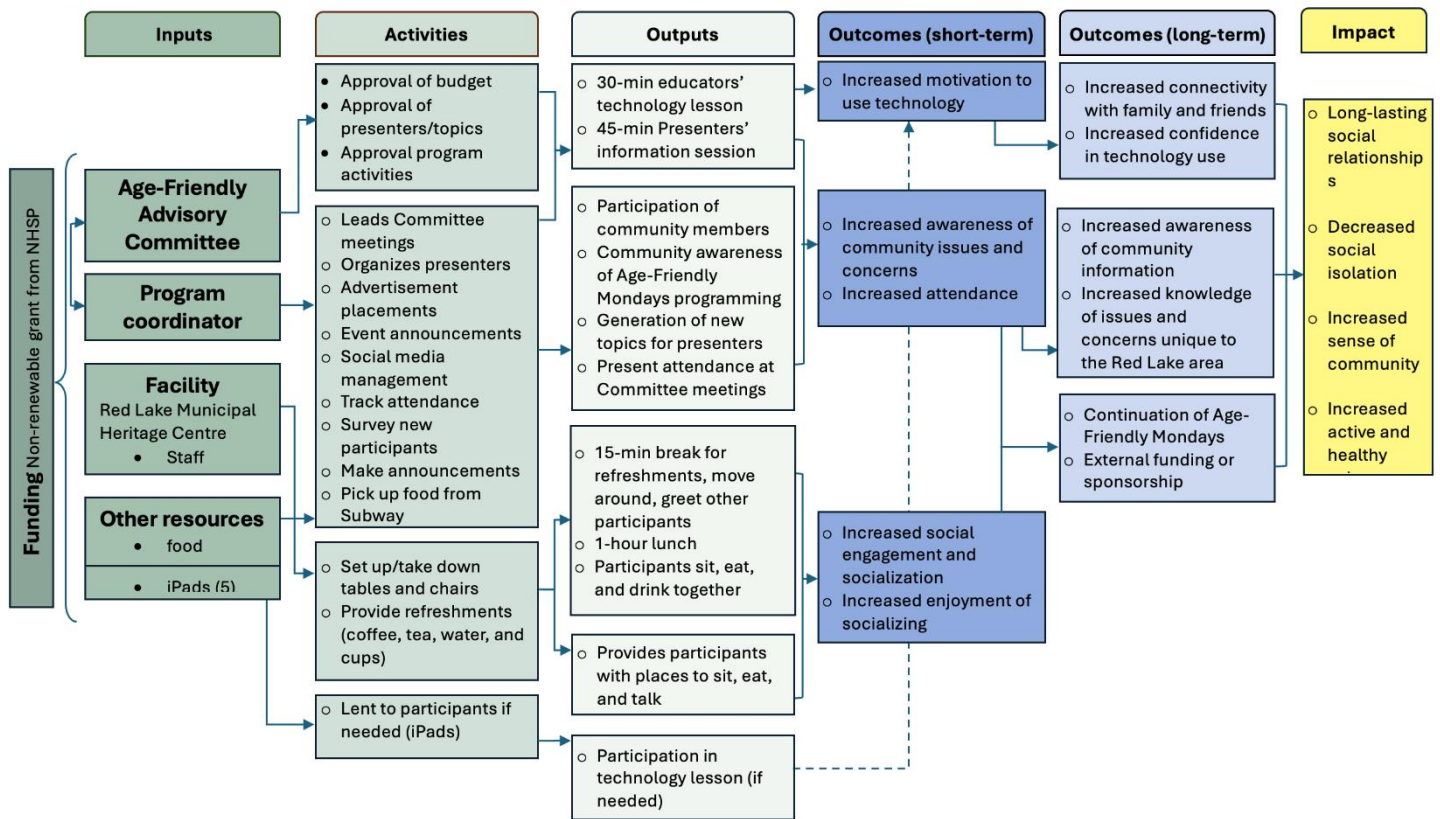 Inputs
Activities
Outputs
Outcomes (short-term)
Outcomes (long-term)
Impact
Funding Non-renewable grant from NHSP
Age-Friendly
Advisory
Committee
Program
coordinator
Facility
Red Lake Municipal
Heritage Centre
• Staff
Other resources
• food
• iPads (5)
• Approval of budget
• Approval of
presenters/topics
• Approval program
activities
o Leads Committee
meetings
o Organizes presenters
o Advertisement
placements
o Event announcements
o Social media
management
o Track attendance
o Survey new
participants
o Make announcements
o Pick up food from
Subway
o Set up/take down
tables and chairs
o Provide refreshments
(coffee, tea, water, and
cups)
o Lent to participants if
needed (iPads)
o 30-min educators’
technology lesson
o 45-min Presenters’
information session
o Participation of
community members
o Community awareness
of Age-Friendly
Mondays programming
o Generation of new
topics for presenters
o Present attendance at
Committee meetings
o 15-min break for
refreshments, move
around, greet other
participants
o 1-hour lunch
o Participants sit, eat,
and drink together
o Provides participants
with places to sit, eat,
and talk
o Participation in
technology lesson (if
needed)
o Increased motivation to
use technology
o Increased awareness of
community issues and
concerns
o Increased attendance
o Increased social
engagement and
socialization
o Increased enjoyment of
socializing
o Increased connectivity
with family and friends
o Increased confidence
in technology use
o Increased awareness
of community
information
o Increased knowledge
of issues and
concerns unique to
the Red Lake area
o Continuation of Age-
Friendly Mondays
o External funding or
sponsorship
o Long-lasting
social
relationship
s
o Decreased
social
isolation
o Increased
sense of
community
o Increased
active and
healthy